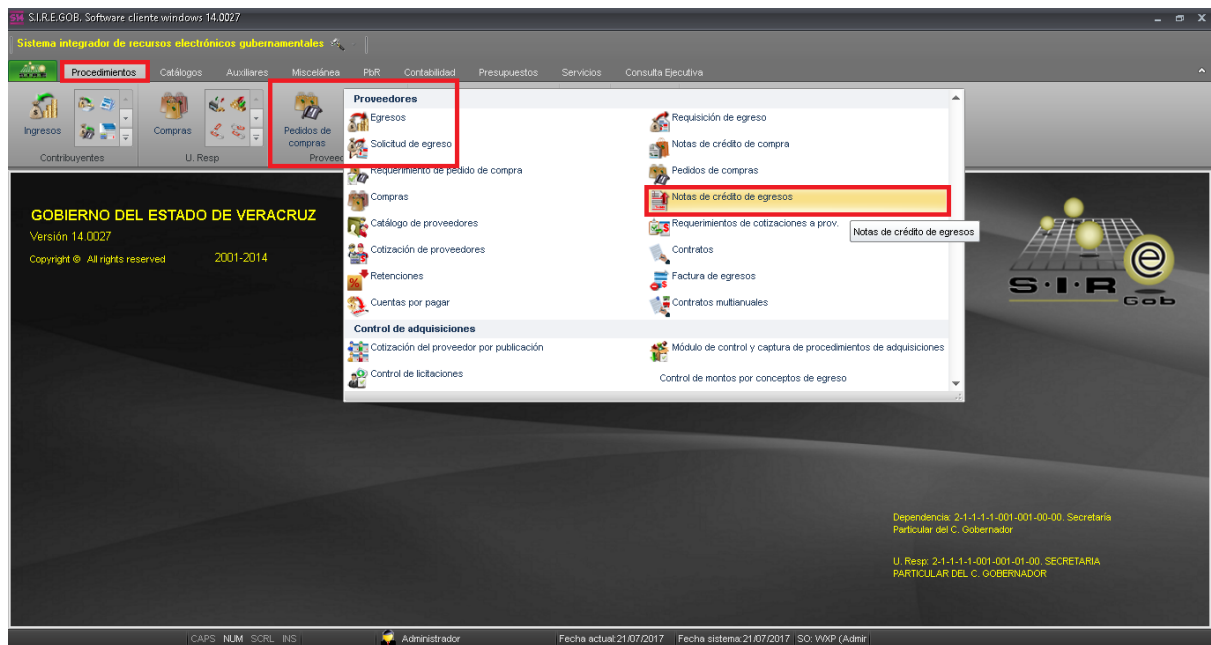 SM S.I.R.E.GOB. Software cliente windows 14.0027
Sistema integrador de recursos electrónicos gubernamentales
Procedimientos Catálogos Auxiliares Miscelánea PbR Contabilidad Presupuestos Servicios Consulta Ejecutiva
Ingresos
Compras
Pedidos de
compras
Contribuyentes
U. Resp
Proveed
Proveedores
Egresos
Requisición de egreso
Solicitud de egreso
Notas de crédito de compra
Requerimiento de pedido de compra
Pedidos de compras
Compras
Notas de crédito de egresos
Catálogo de proveedores
Requerimientos de cotizaciones a prov.
Notas de crédito de egresos
Cotización de proveedores
Contratos
Retenciones
Factura de egresos
Cuentas por pagar
Contratos multianuales
Control de adquisiciones
Cotización del proveedor por publicación
Módulo de control y captura de procedimientos de adquisiciones
Control de licitaciones
Control de montos por conceptos de egreso
GOBIERNO DEL ESTADO DE VERACRUZ
Versión 14.0027
Copyright © All rights reserved 2001-2014
S·I·R e
Gob
Dependencia: 2-1-1-1-1-001-001-00-00. Secretaría
Particular del C. Gobernador
U. Resp: 2-1-1-1-1-001-001-01-00. SECRETARIA
PARTICULAR DEL C. GOBERNADOR
CAPS NUM SCRL INS Administrador Fecha actual:21/07/2017 Fecha sistema:21/07/2017 SO: WXP (Admir